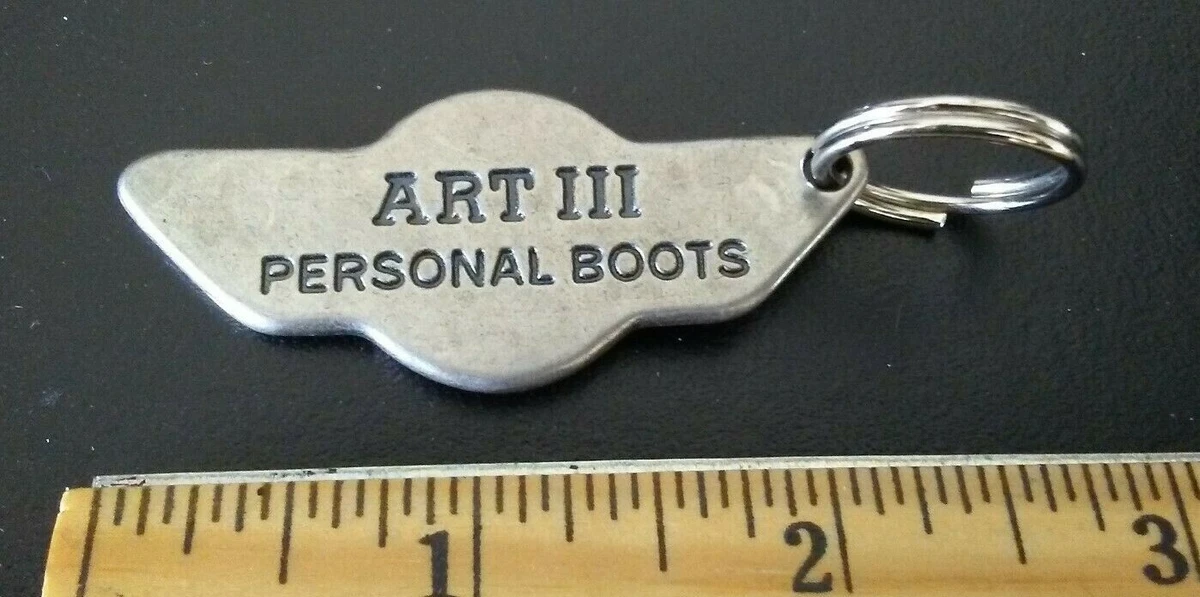 ART III
PERSONAL BOOTS
1 2 3